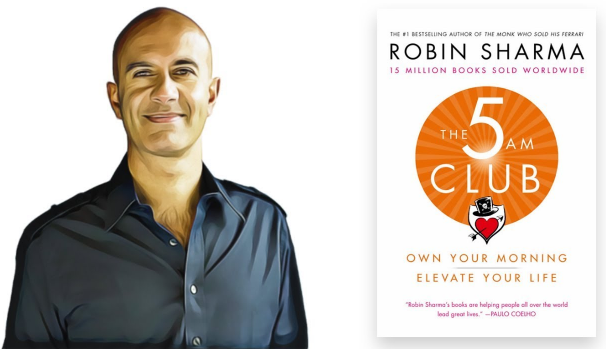 THE #1 BESTSELLING AUTHOR OF THE MONK WHO SOLD HIS FERRARI
ROBIN SHARMA
15 MILLION BOOKS SOLD WORLDWIDE
THE 5 AM
CLUB
OWN YOUR MORNING
ELEVATE YOUR LIFE
“Robin Sharma's books are helping people all over the world
lead great lives.” —PAULO COELHO